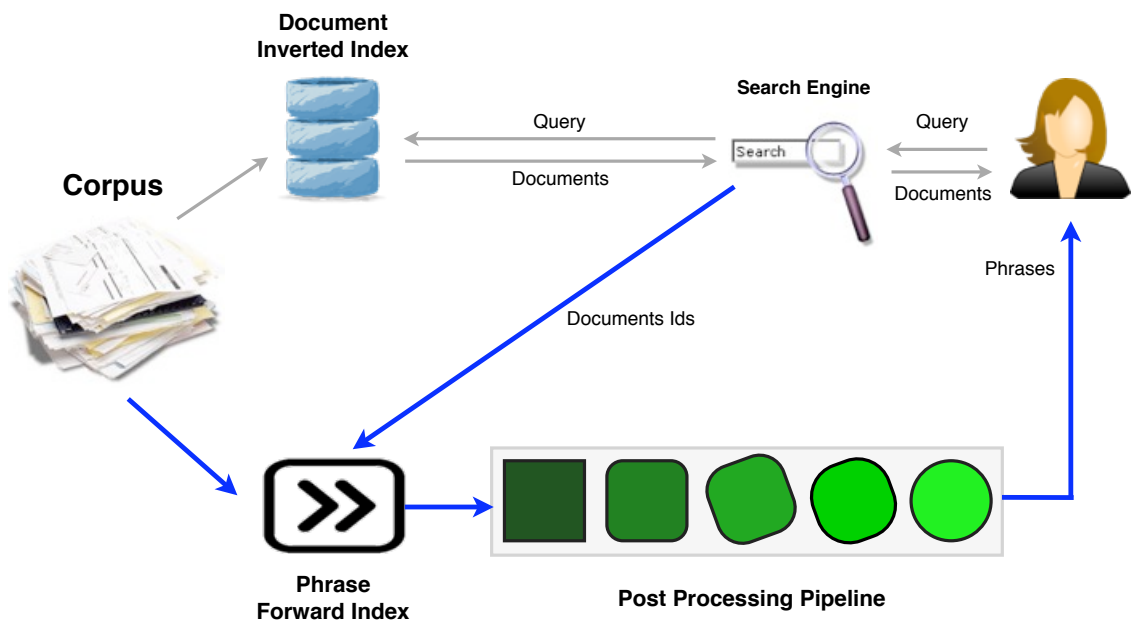 Document
Inverted Index
Search Engine
Query
Query
Search
Documents
Documents
Corpus
Phrases
Documents Ids
Phrase
Forward Index
Post Processing Pipeline